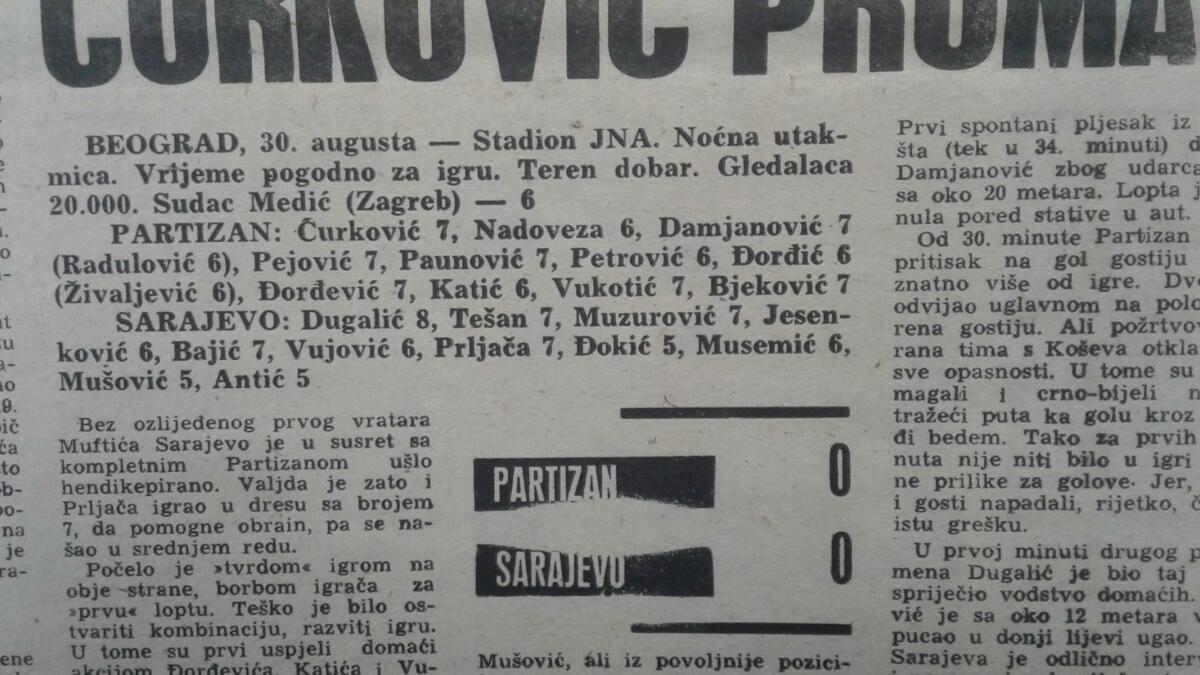 ĆURKOVIĆ
BEOGRAD, 30. augusta — Stadion JNA. Noćna utak-
mica. Vrijeme pogodno za igru. Teren dobar. Gledalaca
20.000. Sudac Medić (Zagreb) — 6
PARTIZAN: Ćurković 7, Nadoveza 6, Damjanović 7
(Radulović 6), Pejović 7, Paunović 7, Petrović 6, Đorđić 6
(Živaljević 6), Đorđević 7, Katić 6, Vukotić 7, Bjeković 7
SARAJEVO: Dugalić 8, Tešan 7, Muzurović 7, Jesen-
ković 6, Bajić 7, Vujović 6, Prljača 7, Đokić 5, Musemić 6,
Mušović 5, Antić 5
Bez ozlijeđenog prvog vratara
Muftića Sarajevo je u susret sa
kompletnim Partizanom ušlo
hendikepirano. Valjda je zato i
Prljača igrao u dresu sa brojem
7, da pomogne obrain, pa se na-
šao u srednjem redu.
Počelo je »tvrdom« igrom na
obje strane, borbom igrača za
»prvu« loptu. Teško je bilo os-
tvariti kombinaciju, razviti igru.
U tome su prvi uspjeli domaći
akcijom Đorđevića, Katića i Vu-
PARTIZAN 0
SARAJEVO 0
Mušović, ali iz povoljnije pozici-
Prvi spontani pljesak iz
šta (tek u 34. minuti) d
Damjanović zbog udarca
sa oko 20 metara. Lopta j
nula pored stative u aut.
Od 30. minute Partizan
pritisak na gol gostiju
znatno više od igre. Dv
odvijao uglavnom na polo
rena gostiju. Ali požrtvo
rana tima s Koševa otkla
sve opasnosti. U tome su
magali i crno-bijeli n
tražeći puta ka golu kroz
đi bedem. Tako za prvih
nuta nije niti bilo u igri
ne prilike za golove. Jer,
i gosti napadali, rijetko, č
istu grešku.
U prvoj minuti drugog p
mena Dugalić je bio taj
spriječio vodstvo domaćih.
vić je sa oko 12 metara v
pucao u donji lijevi ugao.
Sarajeva je odlično interv